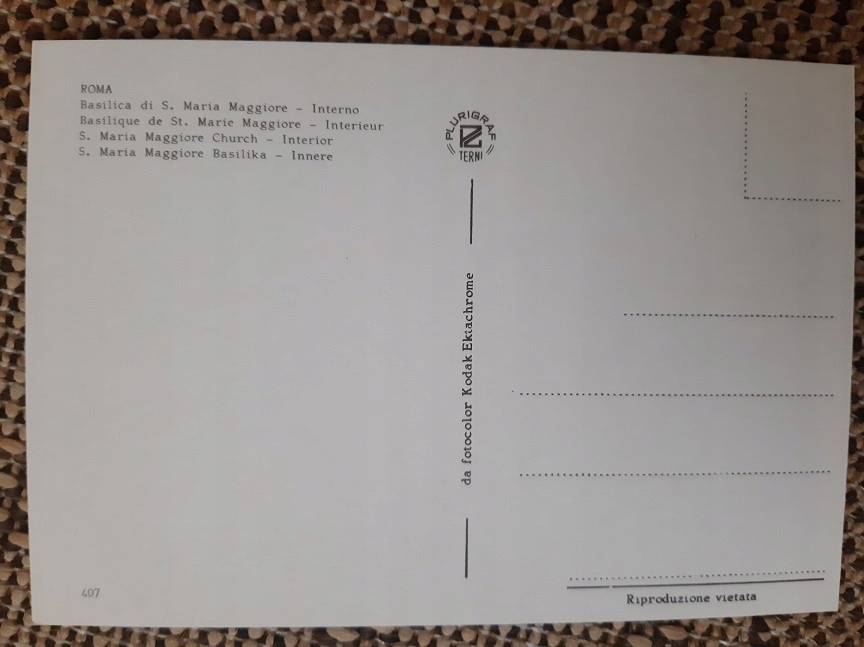 ROMA
Basilica di S. Maria Maggiore – Interno
Basilique de St. Marie Maggiore – Interieur
S. Maria Maggiore Church – Interior
S. Maria Maggiore Basilika – Innere
PLURIGRAF
TERNI
da fotocolor Kodak Ekiachrome
407
Riproduzione vietata